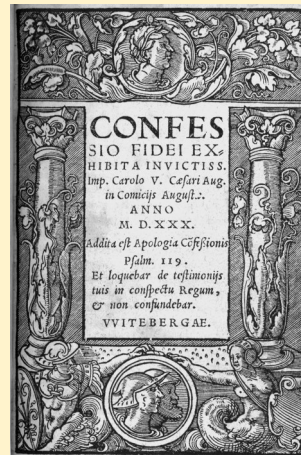 CONFES
SIO FIDEI EX-
HIBITA INVICTISS.
Imp. Carolo V. Cæsari Aug.
in Comicijs August..
ANNO
M. D.XXX.
Addita est Apologia Cõfeßionis
Psalm. 119.
Et loquebar de testimonijs
tuis in conspectu Regum,
& non confundebar.
VVITEBERGAE.